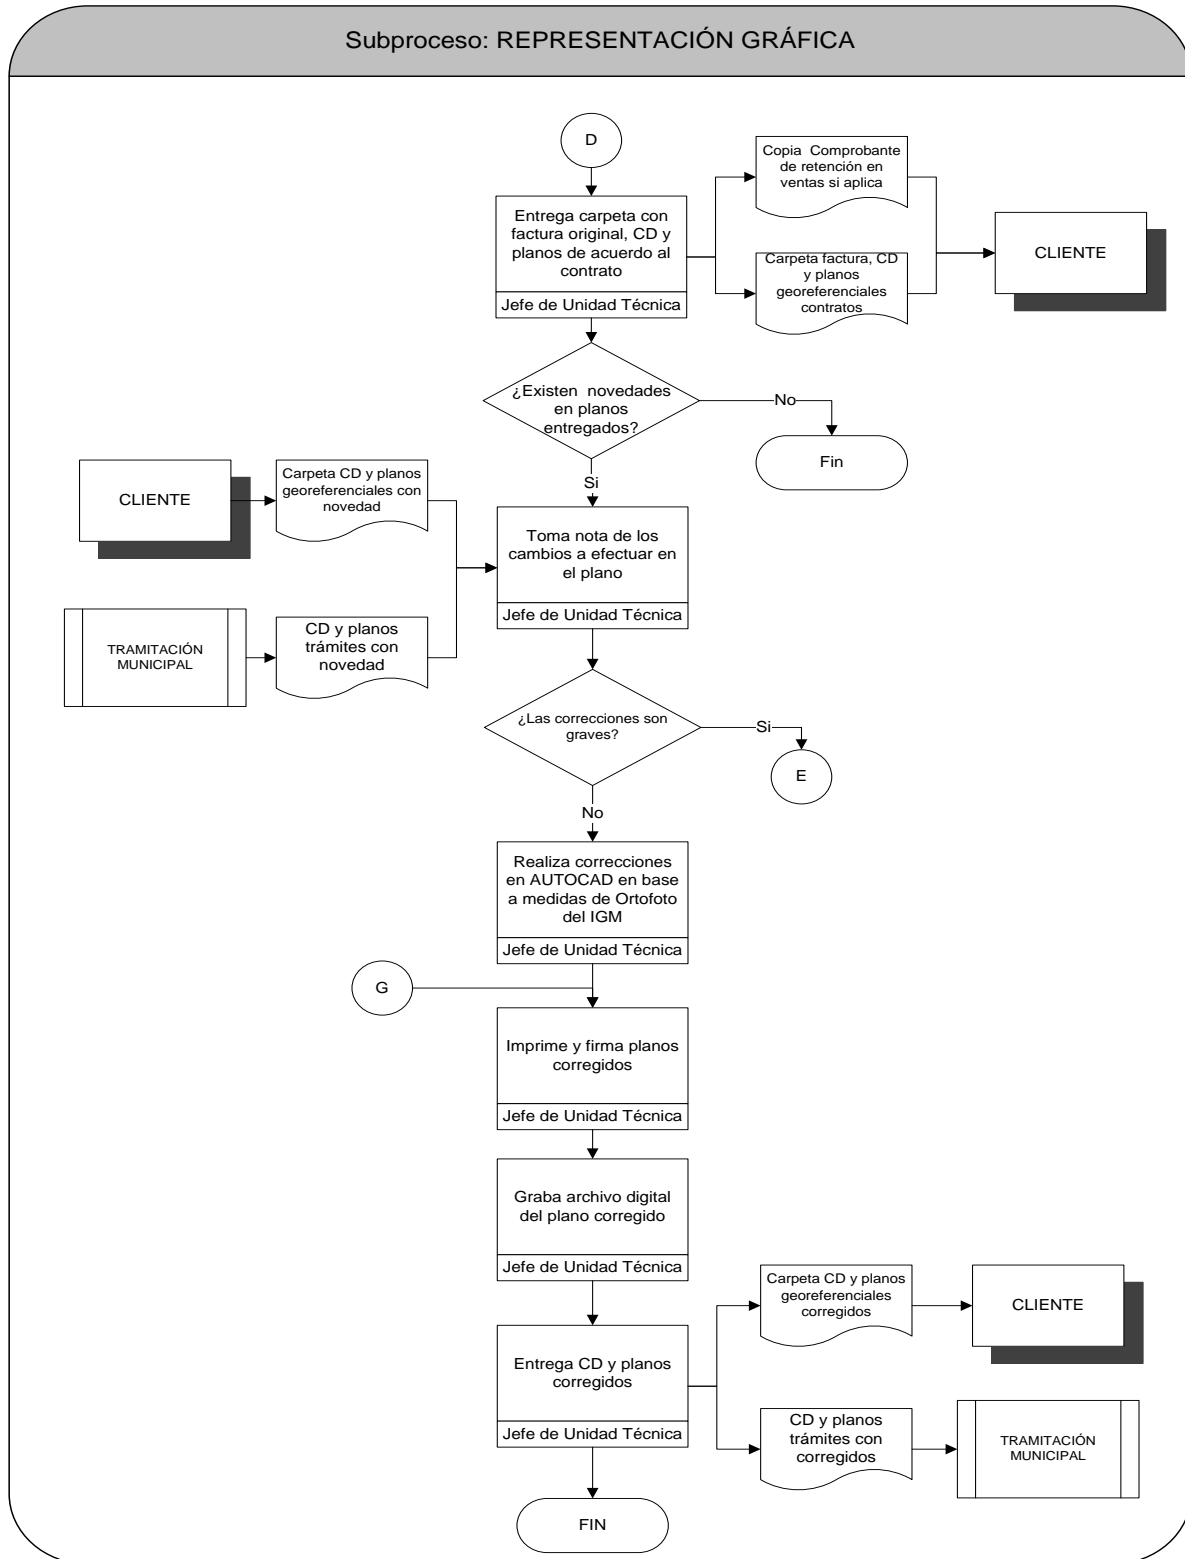 Subproceso: REPRESENTACIÓN GRÁFICA
D
Entrega carpeta con
factura original, CD y
planos de acuerdo al
contrato
Jefe de Unidad Técnica
Copia Comprobante
de retención en
ventas si aplica
Carpeta factura, CD
y planos
georeferenciales
contratos
CLIENTE
¿Existen novedades
en planos
entregados?
No
Fin
Si
CLIENTE
Carpeta CD y planos
georeferenciales con
novedad
Toma nota de los
cambios a efectuar en
el plano
Jefe de Unidad Técnica
TRAMITACIÓN
MUNICIPAL
CD y planos
trámites con
novedad
¿Las correcciones son
graves?
Si
E
No
Realiza correcciones
en AUTOCAD en base
a medidas de Ortofoto
del IGM
Jefe de Unidad Técnica
G
Imprime y firma planos
corregidos
Jefe de Unidad Técnica
Graba archivo digital
del plano corregido
Jefe de Unidad Técnica
Entrega CD y planos
corregidos
Jefe de Unidad Técnica
Carpeta CD y planos
georeferenciales
corregidos
CLIENTE
CD y planos
trámites con
corregidos
TRAMITACIÓN
MUNICIPAL
FIN